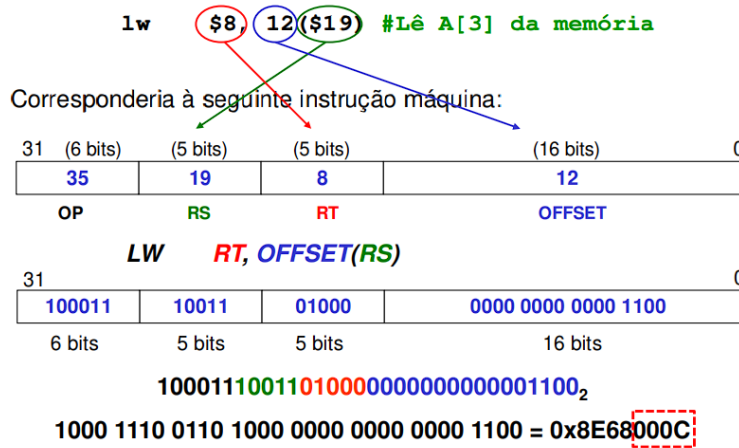 lw $8, 12($19) #Lê A[3] da memória
Corresponderia à seguinte instrução máquina:
31 (6 bits) (5 bits) (5 bits) (16 bits) 0
35 19 8 12
OP RS RT OFFSET
LW RT, OFFSET(RS)
31 0
100011 10011 01000 0000 0000 0000 1100
6 bits 5 bits 5 bits 16 bits
10001110011010000000000000001100₂
1000 1110 0110 1000 0000 0000 0000 1100 = 0x8E68000C